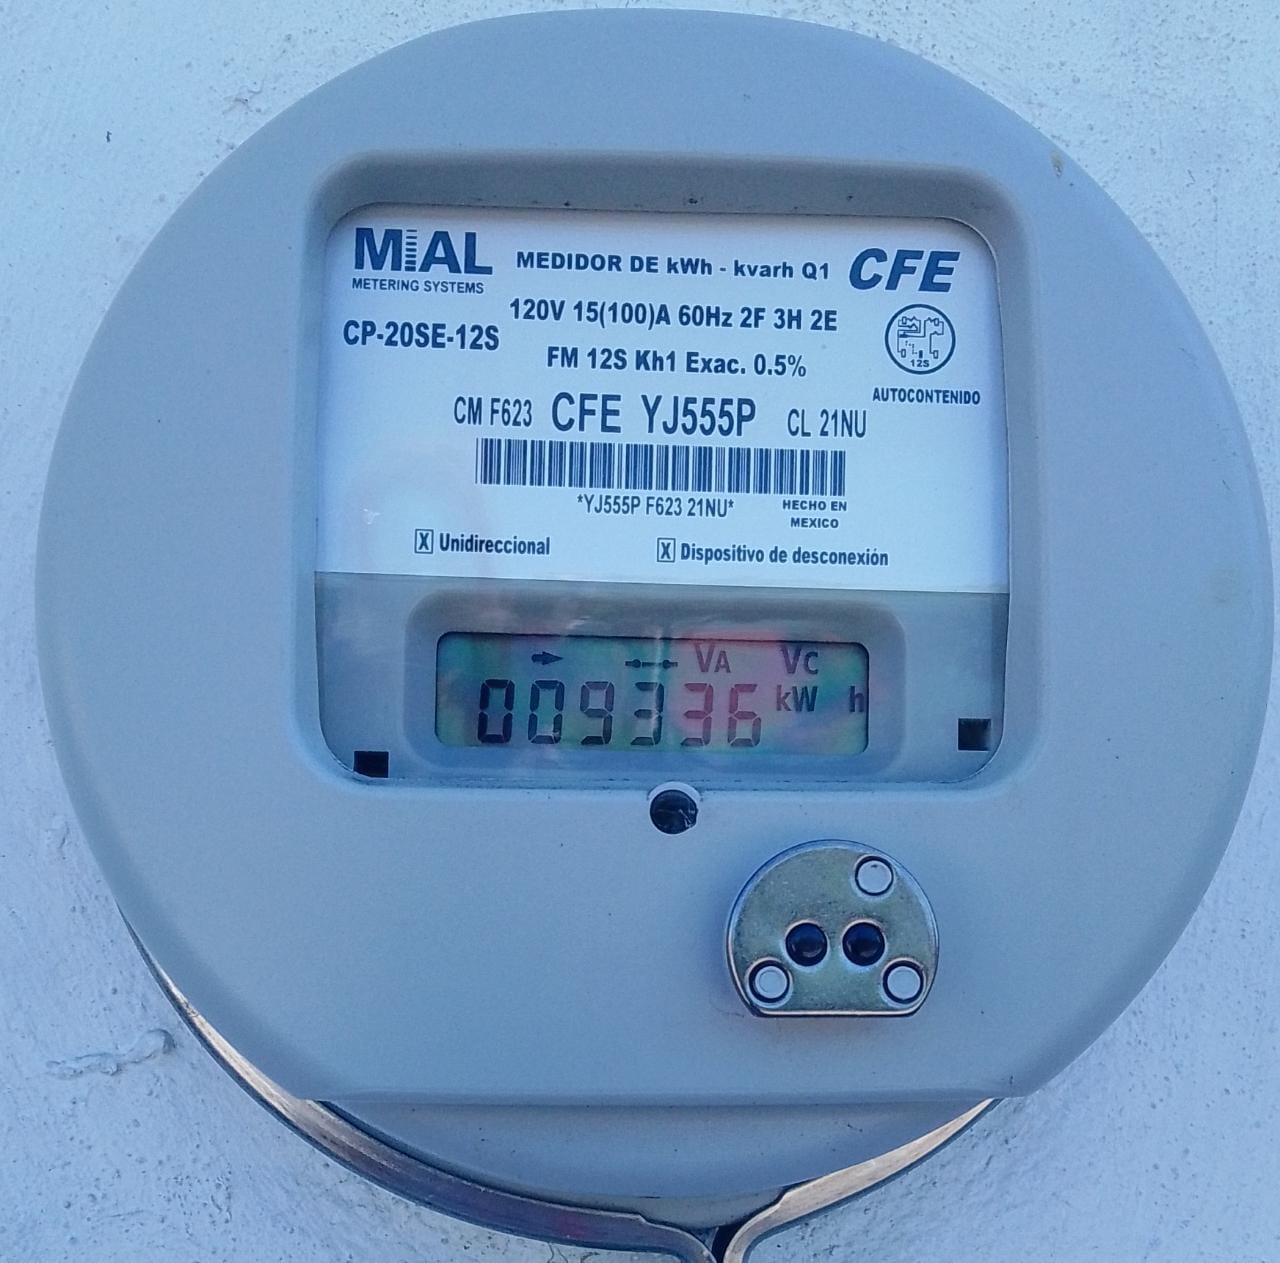 MIAL
METERING SYSTEMS
MEDIDOR DE kWh - kvarh Q1
CFE
120V 15(100)A 60Hz 2F 3H 2E
CP-20SE-12S
FM 12S Kh1 Exac. 0.5%
12S
AUTOCONTENIDO
CM F623 CFE YJ555P CL 21NU
*YJ555P F623 21NU*
HECHO EN
MEXICO
X Unidireccional
X Dispositivo de desconexión
VA VC
009336 kW h